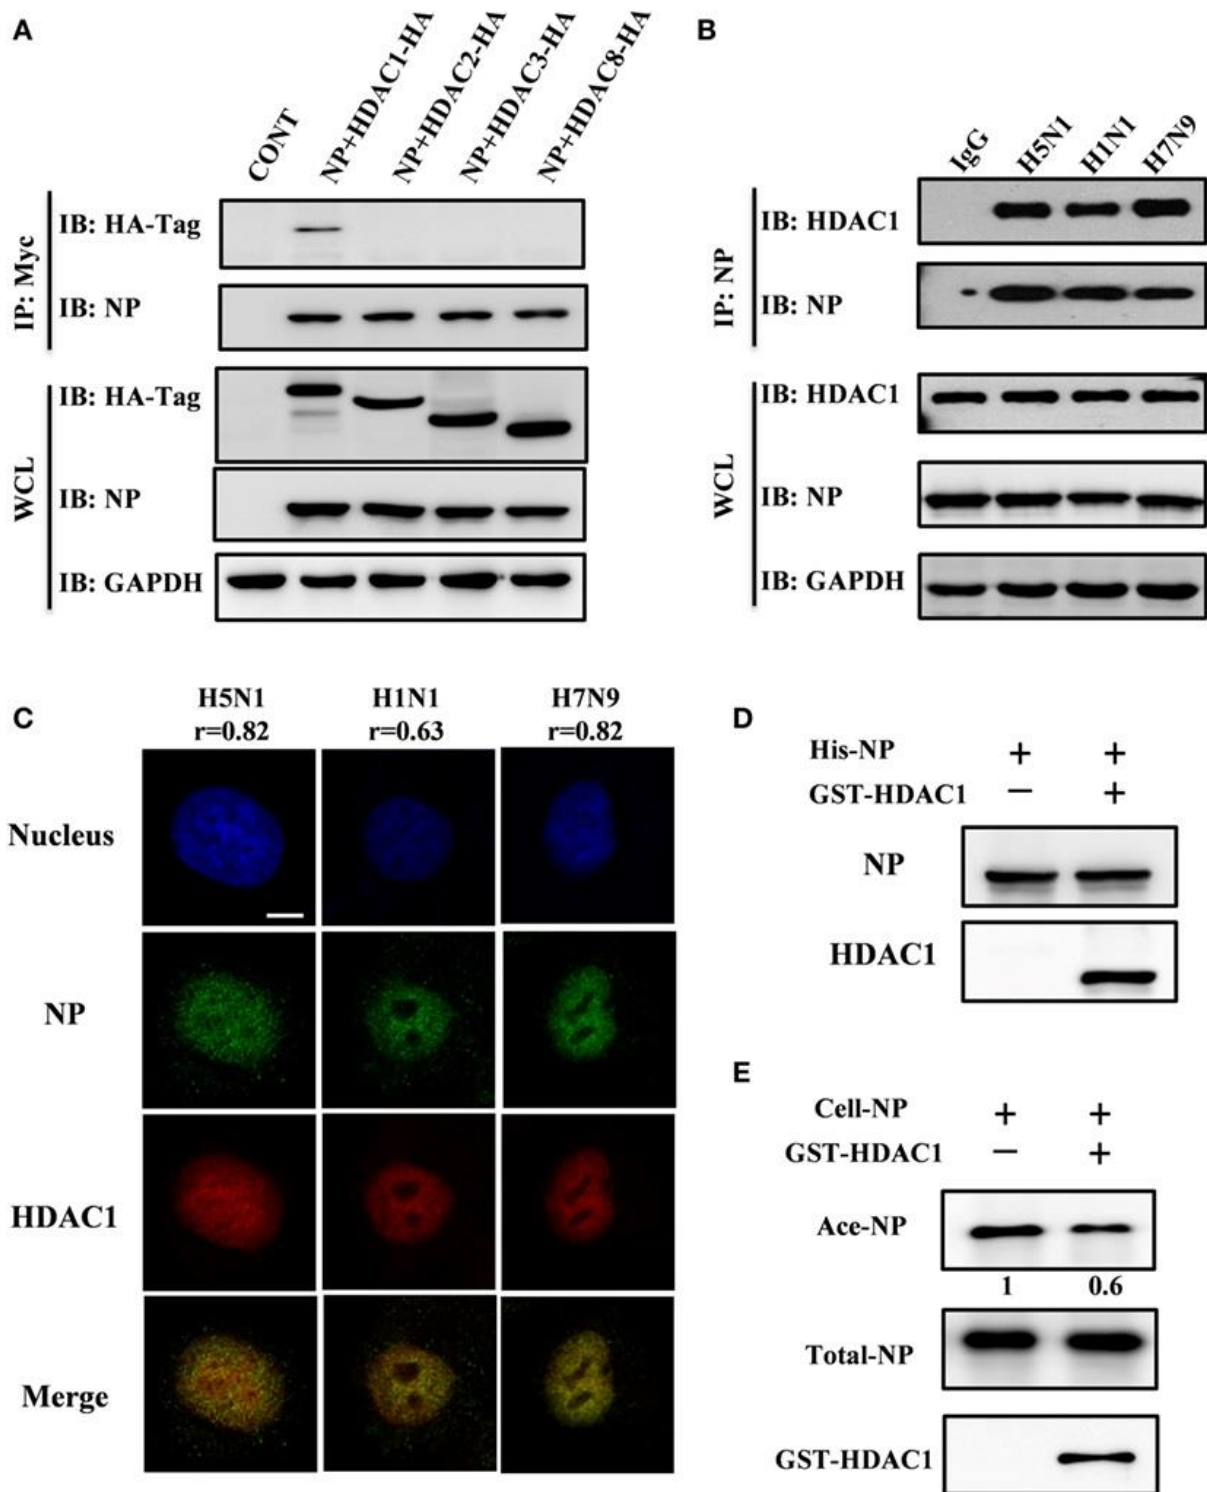 A
CONT
NP+HDAC1-HA
NP+HDAC2-HA
NP+HDAC3-HA
NP+HDAC8-HA
IP: Myc
IB: HA-Tag
IB: NP
WCL
IB: HA-Tag
IB: NP
IB: GAPDH
B
IgG
H5N1
H1N1
H7N9
IP: NP
IB: HDAC1
IB: NP
WCL
IB: HDAC1
IB: NP
IB: GAPDH
C
H5N1 H1N1 H7N9
r=0.82 r=0.63 r=0.82
Nucleus
NP
HDAC1
Merge
D
His-NP + +
GST-HDAC1 − +
NP
HDAC1
E
Cell-NP + +
GST-HDAC1 − +
Ace-NP
1 0.6
Total-NP
GST-HDAC1